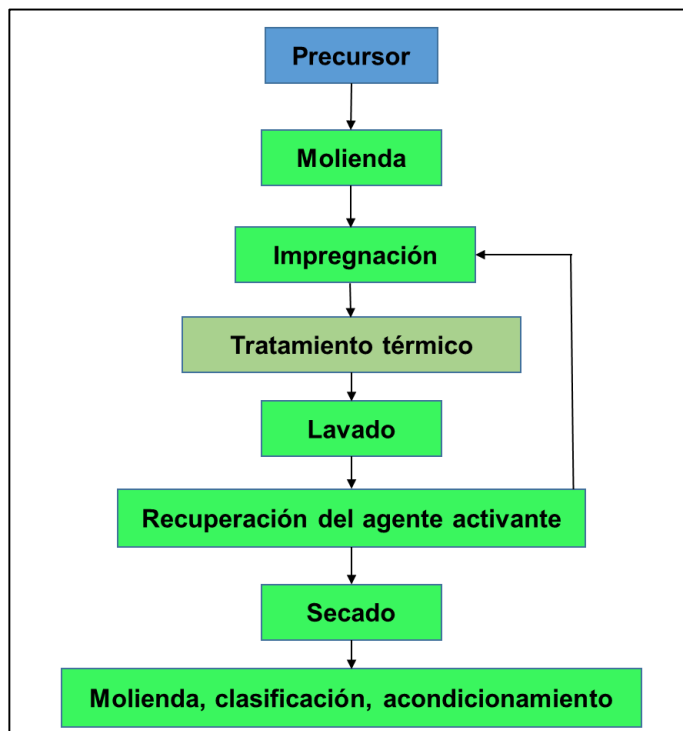 Precursor
Molienda
Impregnación
Tratamiento térmico
Lavado
Recuperación del agente activante
Secado
Molienda, clasificación, acondicionamiento